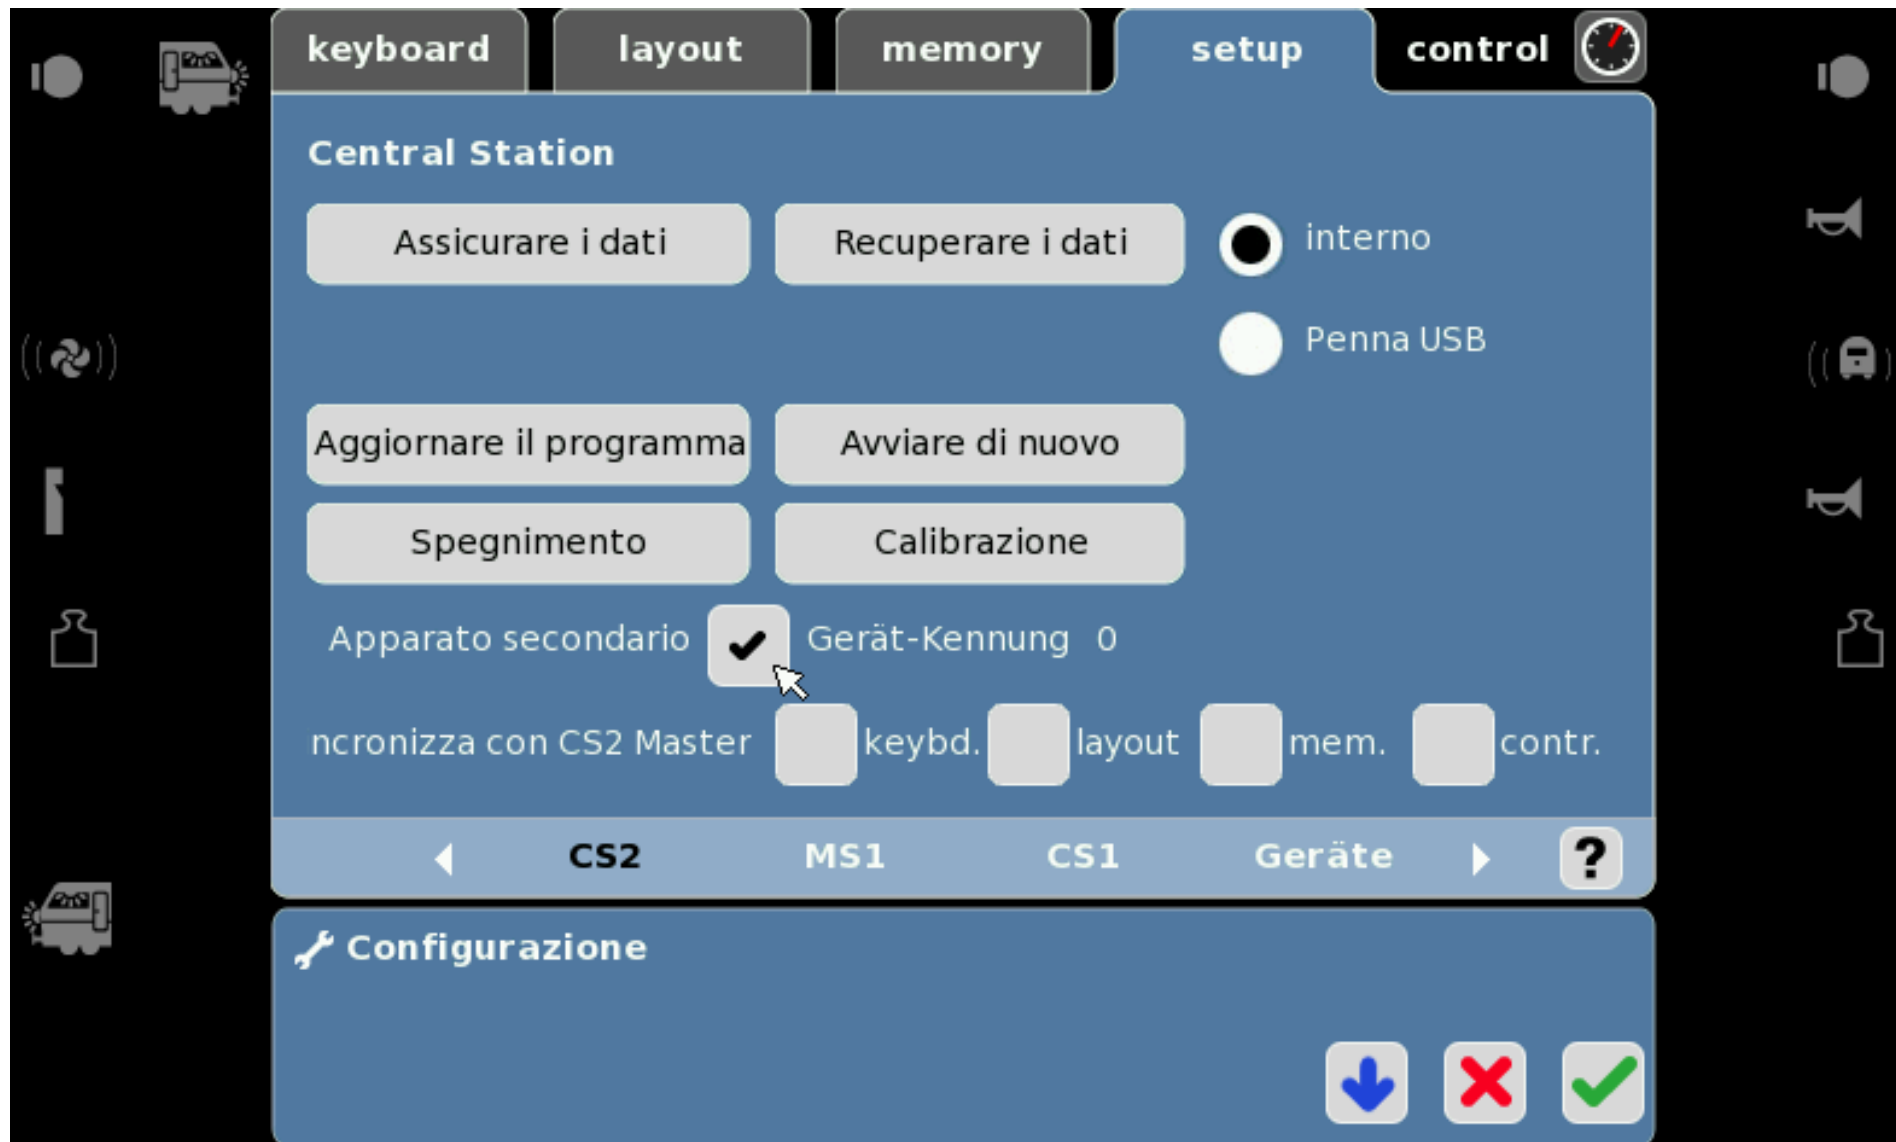 keyboard layout memory setup control
Central Station
Assicurare i dati Recuperare i dati interno
Penna USB
Aggiornare il programma Avviare di nuovo
Spegnimento Calibrazione
Apparato secondario Gerät-Kennung 0
ncronizza con CS2 Master keybd. layout mem. contr.
CS2 MS1 CS1 Geräte ?
Configurazione